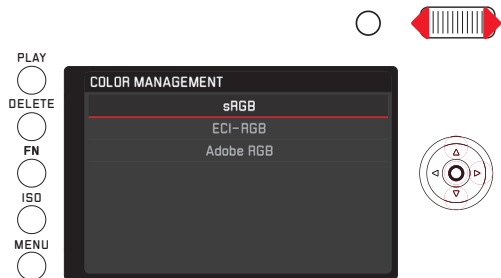 PLAY
DELETE
FN
ISO
MENU
COLOR MANAGEMENT
sRGB
ECI-RGB
Adobe RGB